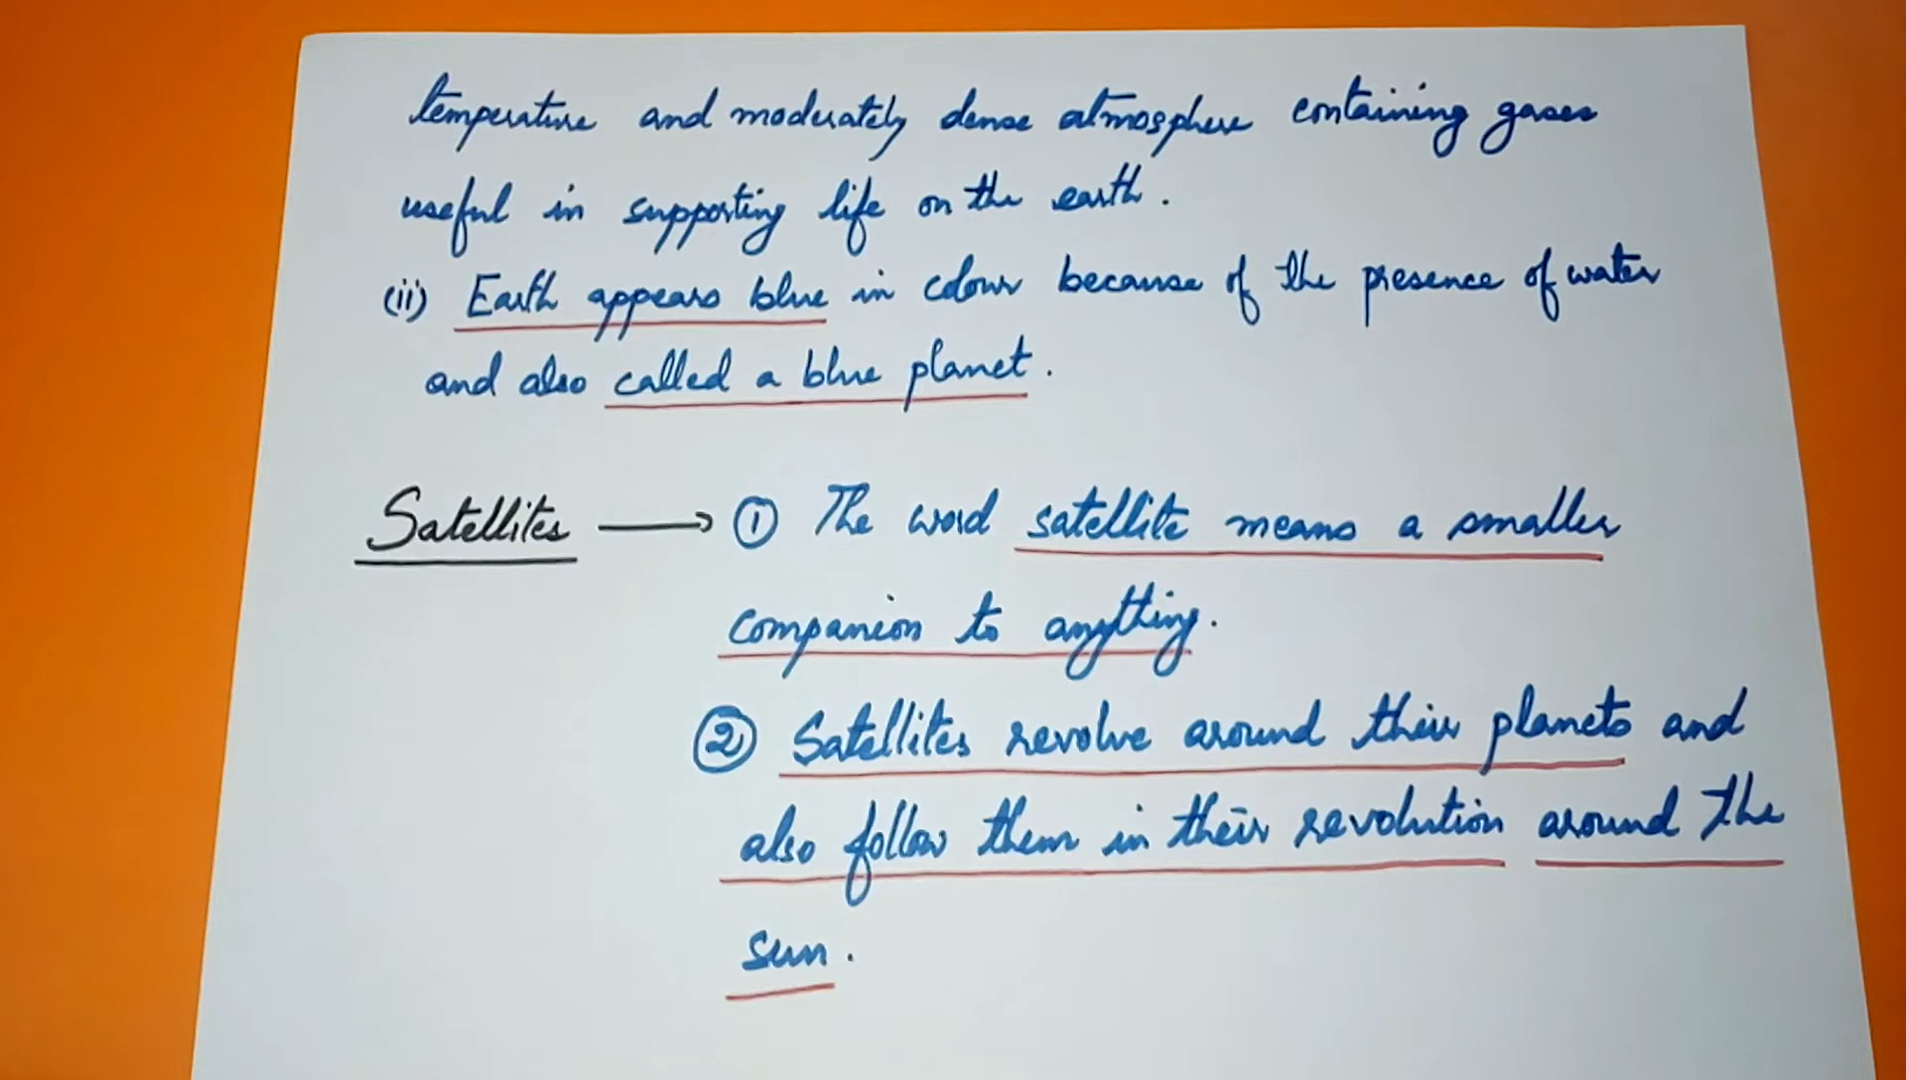 temperature and moderately dense atmosphere containing gases
useful in supporting life on the earth.
(ii) Earth appears blue in colour because of the presence of water
and also called a blue planet.
Satellites → ① The word satellite means a smaller
companion to anything.
② Satellites revolve around their planets and
also follow them in their revolution around the
sun.